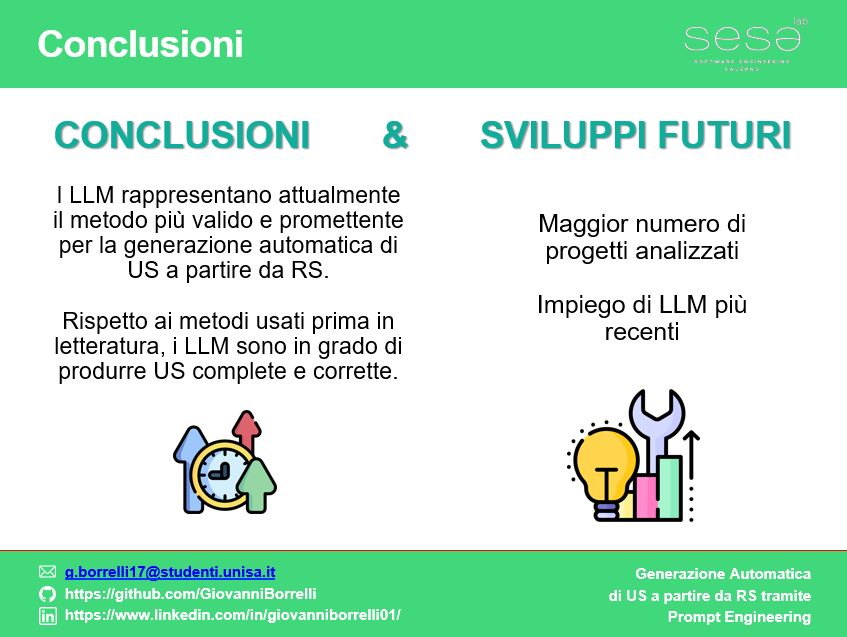 Conclusioni
sesa lab
SOFTWARE ENGINEERING
SALERNO
CONCLUSIONI & SVILUPPI FUTURI
I LLM rappresentano attualmente
il metodo più valido e promettente
per la generazione automatica di
US a partire da RS.
Rispetto ai metodi usati prima in
letteratura, i LLM sono in grado di
produrre US complete e corrette.
Maggior numero di
progetti analizzati
Impiego di LLM più
recenti
g.borrelli17@studenti.unisa.it
https://github.com/GiovanniBorrelli
https://www.linkedin.com/in/giovanniborrelli01/
Generazione Automatica
di US a partire da RS tramite
Prompt Engineering